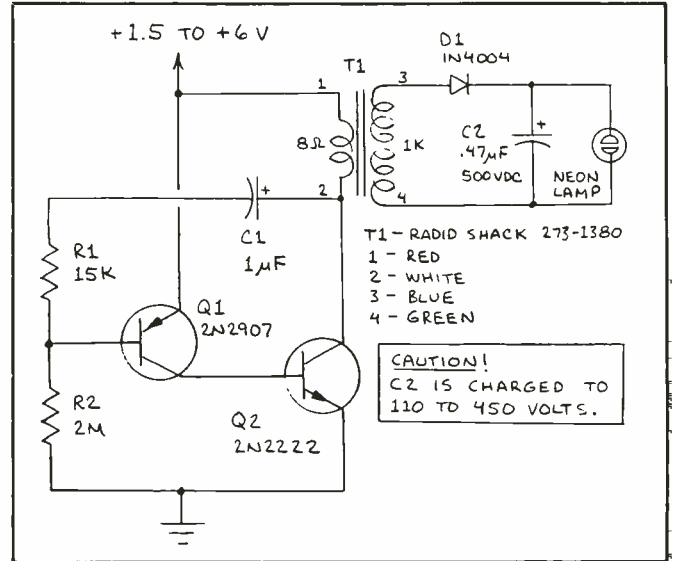 +1.5 TO +6 V
D1
1N4004
T1
1
3
8Ω
1K
C2
.47µF
500VDC
+
NEON
LAMP
2
4
+
C1
1µF
R1
15K
T1 - RADIO SHACK 273-1380
1 - RED
2 - WHITE
3 - BLUE
4 - GREEN
Q1
2N2907
CAUTION!
C2 IS CHARGED TO
110 TO 450 VOLTS.
R2
2M
Q2
2N2222